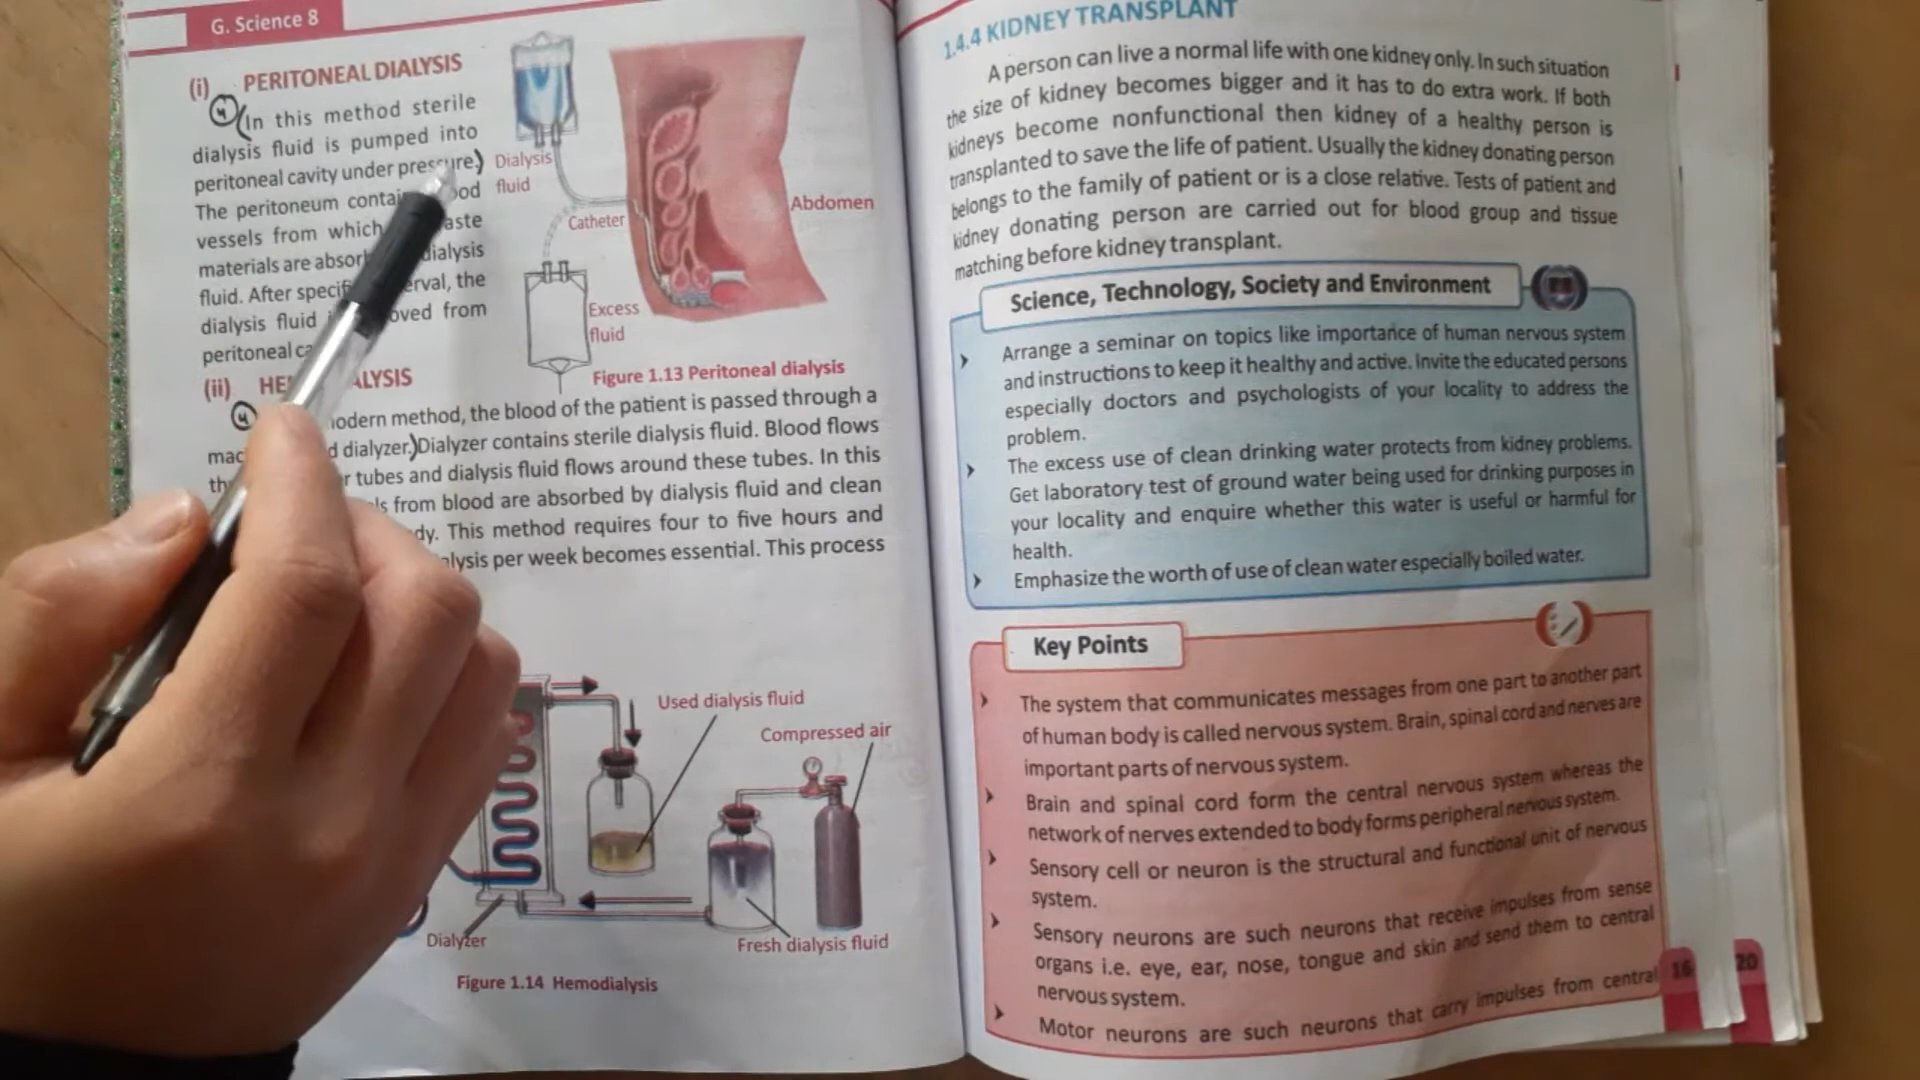 G. Science 8
(i) PERITONEAL DIALYSIS
4 (In this method sterile
dialysis fluid is pumped into
peritoneal cavity under pressure)
The peritoneum
vessels from which
materials are dialysis
fluid. After the
dialysis fluid from
peritoneal
(ii)
4 modern method, the blood of the patient is passed through a
dialyzer.) Dialyzer contains sterile dialysis fluid. Blood flows
tubes and dialysis fluid flows around these tubes. In this
from blood are absorbed by dialysis fluid and clean
This method requires four to five hours and
per week becomes essential. This process
Dialysis
fluid
Catheter
Abdomen
Excess
fluid
Figure 1.13 Peritoneal dialysis
Used dialysis fluid
Compressed air
Dialyzer
Fresh dialysis fluid
Figure 1.14 Hemodialysis
1.4.4 KIDNEY TRANSPLANT
A person can live a normal life with one kidney only. In such situation
the size of kidney becomes bigger and it has to do extra work. If both
kidneys become nonfunctional then kidney of a healthy person is
transplanted to save the life of patient. Usually the kidney donating person
belongs to the family of patient or is a close relative. Tests of patient and
kidney donating person are carried out for blood group and tissue
matching before kidney transplant.
Science, Technology, Society and Environment
Arrange a seminar on topics like importance of human nervous system
and instructions to keep it healthy and active. Invite the educated persons
especially doctors and psychologists of your locality to address the
problem.
The excess use of clean drinking water protects from kidney problems.
Get laboratory test of ground water being used for drinking purposes in
your locality and enquire whether this water is useful or harmful for
health.
Emphasize the worth of use of clean water especially boiled water.
Key Points
The system that communicates messages from one part to another part
of human body is called nervous system. Brain, spinal cord and nerves are
important parts of nervous system.
Brain and spinal cord form the central nervous system whereas the
network of nerves extended to body forms peripheral nervous system.
Sensory cell or neuron is the structural and functional unit of nervous
system.
Sensory neurons are such neurons that receive impulses from sense
organs i.e. eye, ear, nose, tongue and skin and send them to central
nervous system.
Motor neurons are such neurons that carry impulses from central
16
20